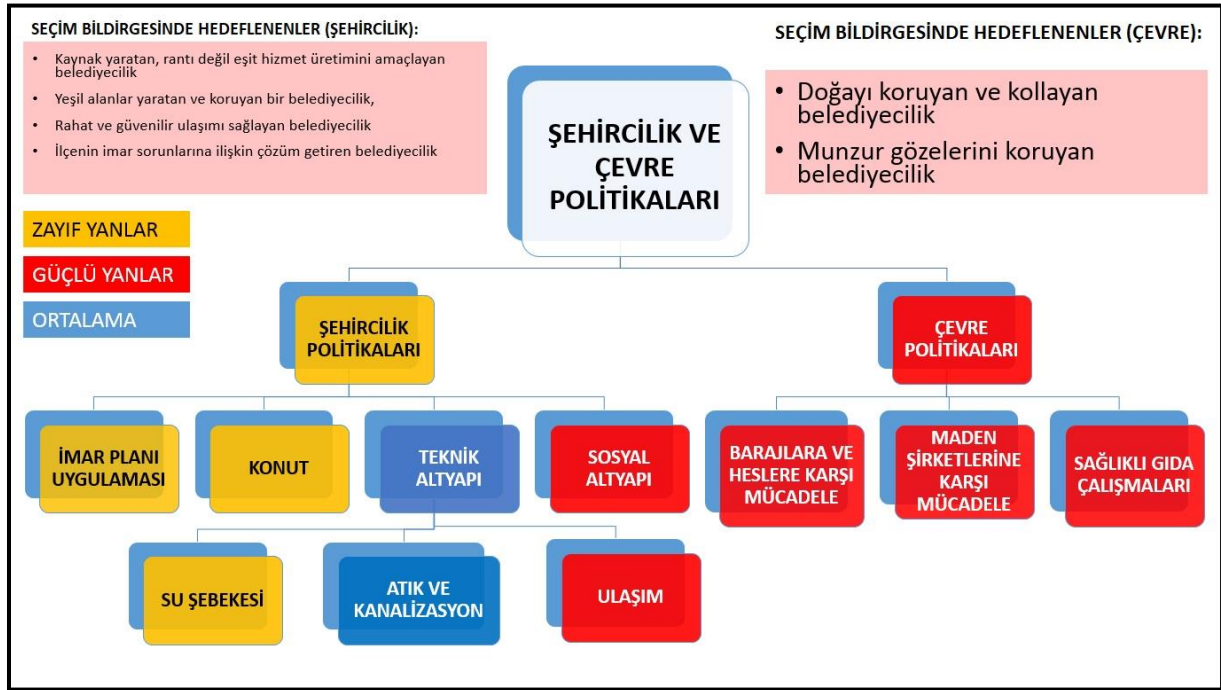 SEÇİM BİLDİRGESİNDE HEDEFLENENLER (ŞEHİRCİLİK):
• Kaynak yaratan, rantı değil eşit hizmet üretimini amaçlayan
belediyecilik
• Yeşil alanlar yaratan ve koruyan bir belediyecilik,
• Rahat ve güvenilir ulaşımı sağlayan belediyecilik
• İlçenin imar sorunlarına ilişkin çözüm getiren belediyecilik
SEÇİM BİLDİRGESİNDE HEDEFLENENLER (ÇEVRE):
• Doğayı koruyan ve kollayan
belediyecilik
• Munzur gözelerini koruyan
belediyecilik
ŞEHİRCİLİK VE
ÇEVRE
POLİTİKALARI
ZAYIF YANLAR
GÜÇLÜ YANLAR
ORTALAMA
ŞEHİRCİLİK
POLİTİKALARI
ÇEVRE
POLİTİKALARI
İMAR PLANI
UYGULAMASI
KONUT
TEKNİK
ALTYAPI
SOSYAL
ALTYAPI
BARAJLARA VE
HESLERE KARŞI
MÜCADELE
MADEN
ŞİRKETLERİNE
KARŞI
MÜCADELE
SAĞLIKLI GIDA
ÇALIŞMALARI
SU ŞEBEKESİ
ATIK VE
KANALİZASYON
ULAŞIM